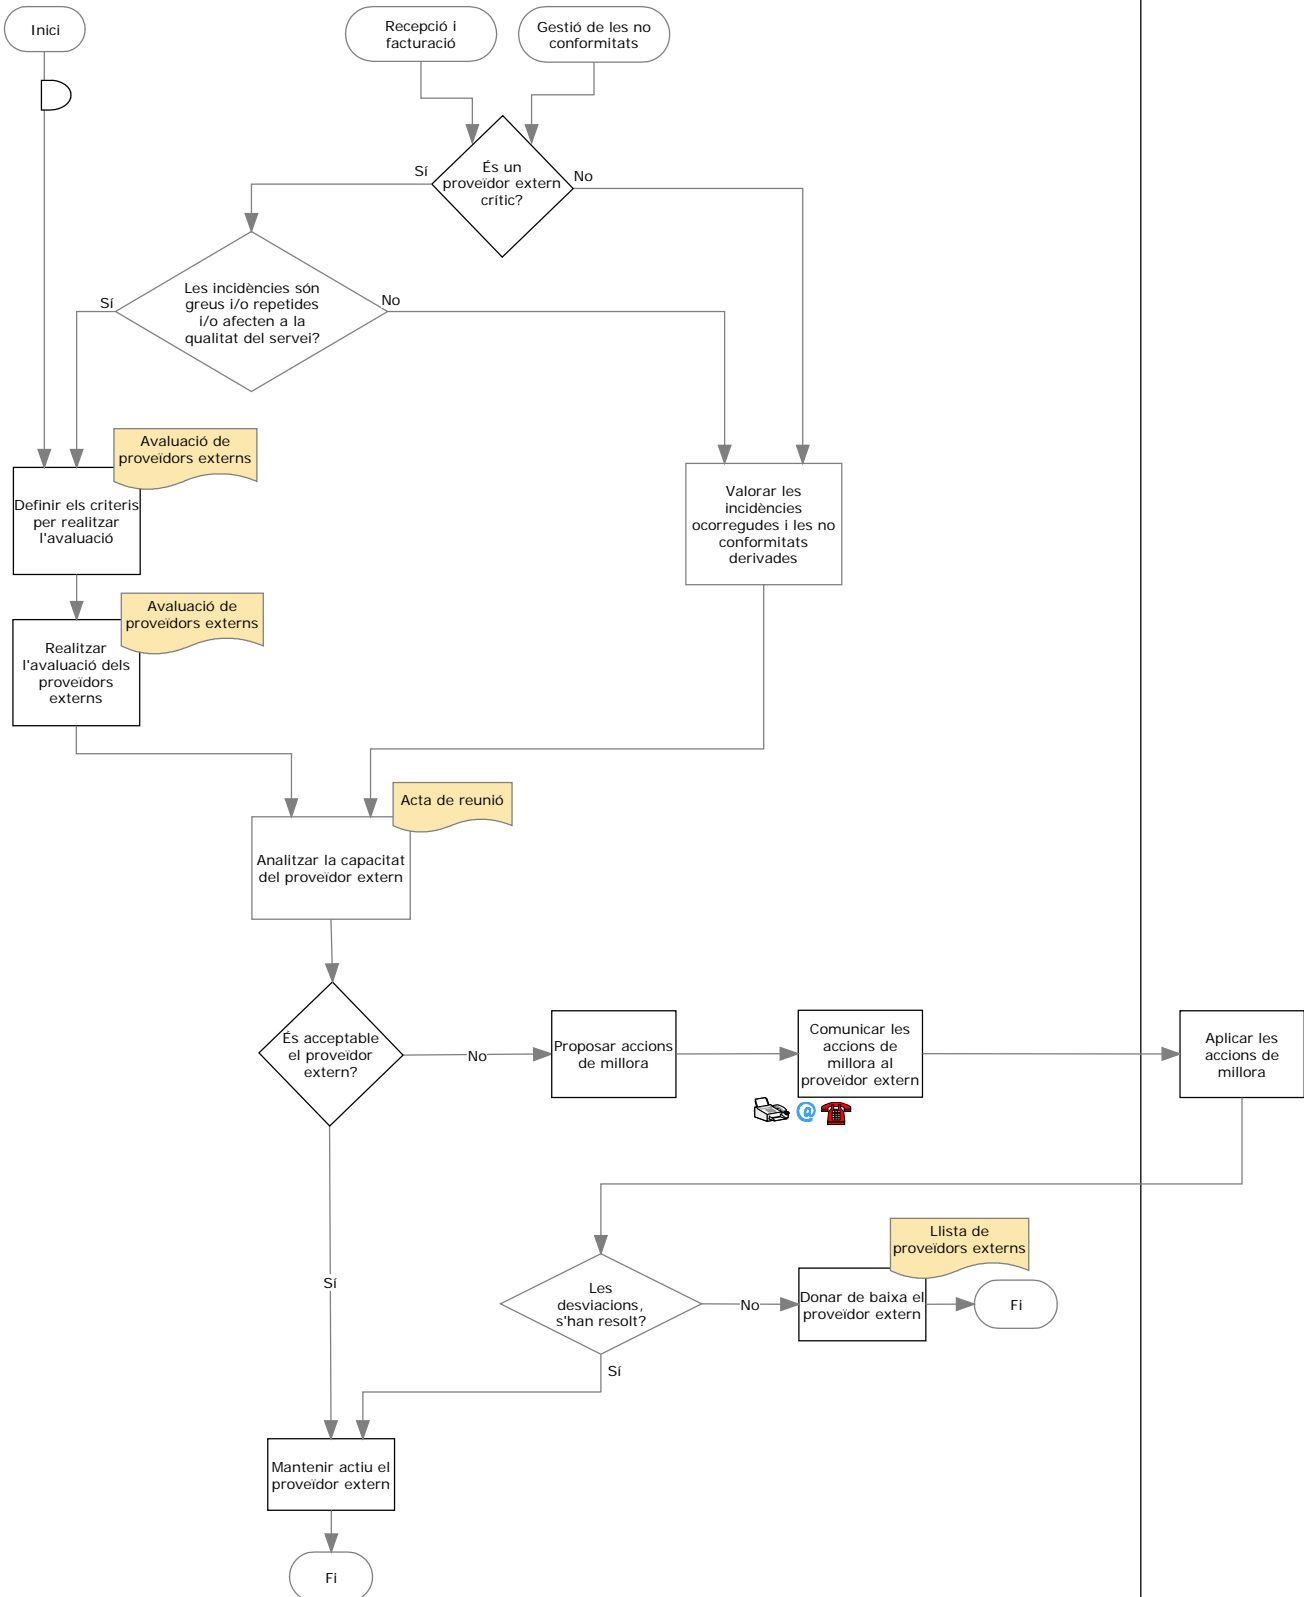 Inici
Recepció i
facturació
Gestió de les no
conformitats
És un
proveïdor extern
crític?
Sí
No
Les incidències són
greus i/o repetides
i/o afecten a la
qualitat del servei?
Sí
No
Avaluació de
proveïdors externs
Definir els criteris
per realitzar
l'avaluació
Valorar les
incidències
ocorregudes i les no
conformitats
derivades
Avaluació de
proveïdors externs
Realitzar
l'avaluació dels
proveïdors
externs
Acta de reunió
Analitzar la capacitat
del proveïdor extern
És acceptable
el proveïdor
extern?
No
Proposar accions
de millora
Comunicar les
accions de
millora al
proveïdor extern
Aplicar les
accions de
millora
@
Sí
Les
desviacions,
s'han resolt?
No
Llista de
proveïdors externs
Donar de baixa el
proveïdor extern
Fi
Sí
Mantenir actiu el
proveïdor extern
Fi